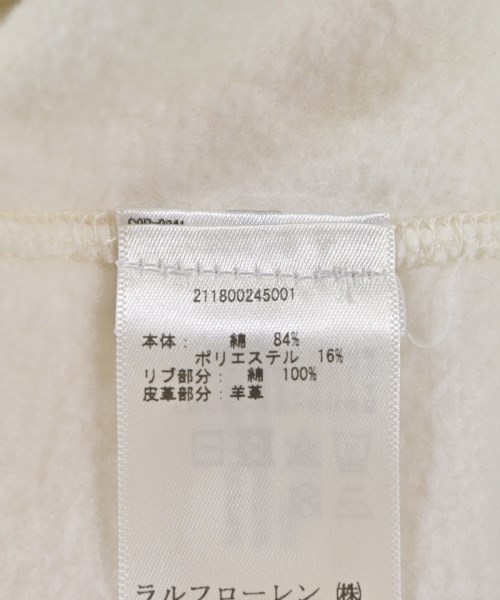 211800245001
本体： 綿 84%
ポリエステル 16%
リブ部分： 綿 100%
皮革部分：羊革
ラルフローレン ㈱